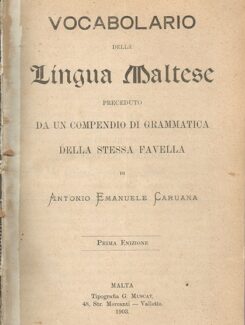 VOCABOLARIO
DELLA
Lingua Maltese
PRECEDUTO
DA UN COMPENDIO DI GRAMMATICA
DELLA STESSA FAVELLA
DI
ANTONIO EMANUELE CARUANA
PRIMA EDIZIONE
MALTA
Tipografia G. MUSCAT,
48, Str. Mercanti — Valletta.
1903.